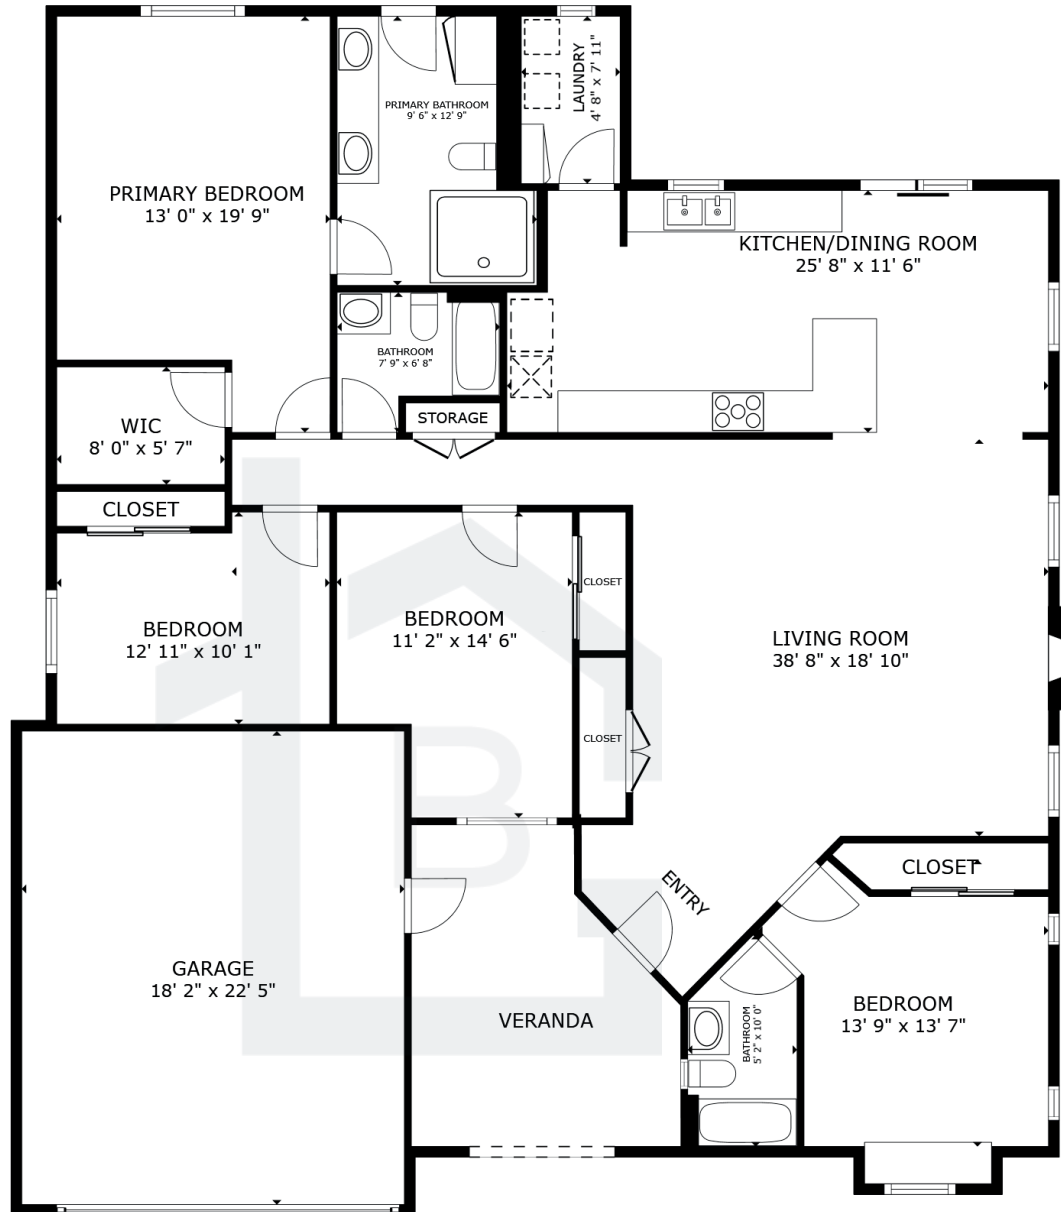 PRIMARY BEDROOM
13' 0" x 19' 9"
PRIMARY BATHROOM
9' 6" x 12' 9"
LAUNDRY
4' 8" x 7' 11"
KITCHEN/DINING ROOM
25' 8" x 11' 6"
BATHROOM
7' 9" x 6' 8"
STORAGE
WIC
8' 0" x 5' 7"
CLOSET
BEDROOM
12' 11" x 10' 1"
BEDROOM
11' 2" x 14' 6"
CLOSET
CLOSET
LIVING ROOM
38' 8" x 18' 10"
CLOSET
ENTRY
GARAGE
18' 2" x 22' 5"
VERANDA
BATHROOM
5' 2" x 10' 0"
BEDROOM
13' 9" x 13' 7"
B